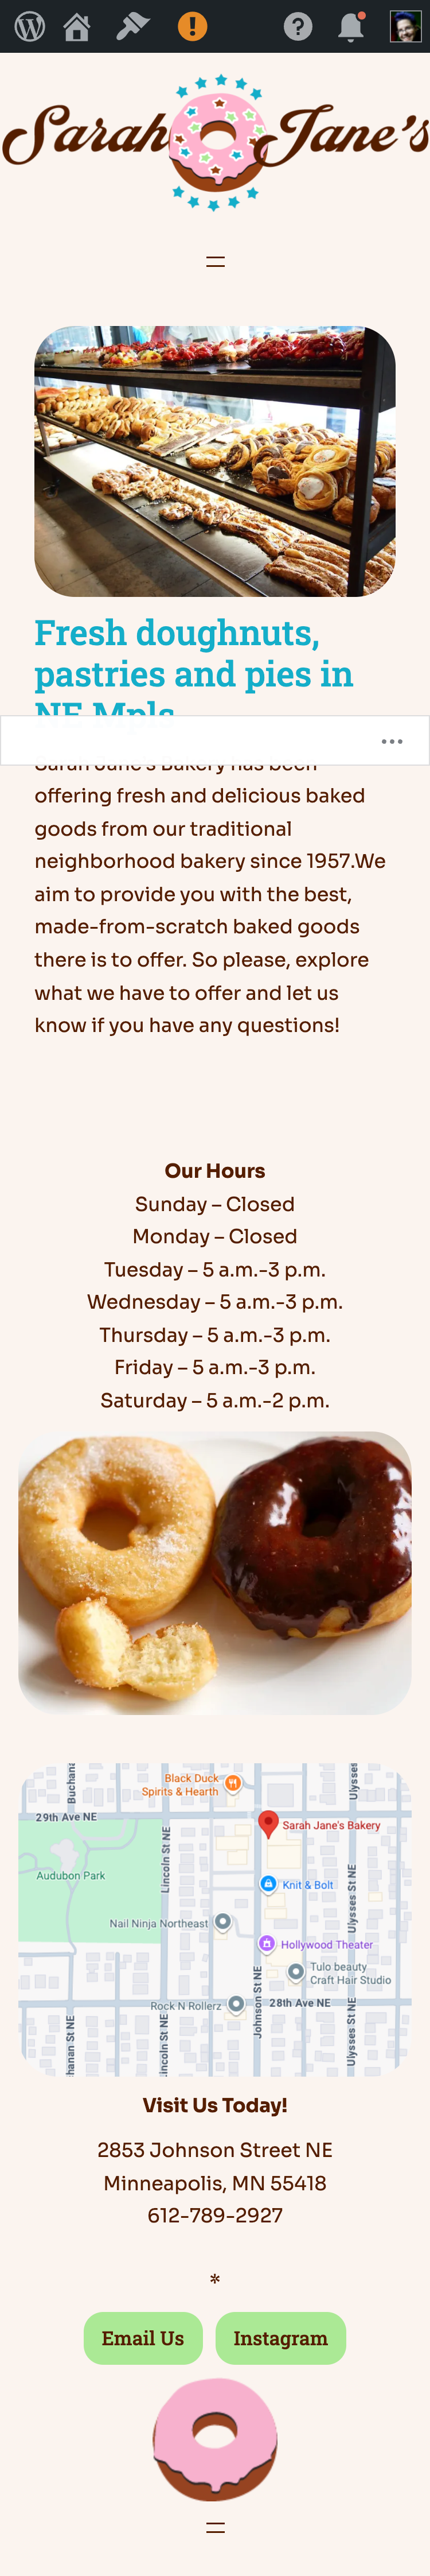 Sarah Jane's
Fresh doughnuts,
pastries and pies in
NE Mpls
Sarah Jane's Bakery has been
offering fresh and delicious baked
goods from our traditional
neighborhood bakery since 1957.We
aim to provide you with the best,
made-from-scratch baked goods
there is to offer. So please, explore
what we have to offer and let us
know if you have any questions!
Our Hours
Sunday – Closed
Monday – Closed
Tuesday – 5 a.m.-3 p.m.
Wednesday – 5 a.m.-3 p.m.
Thursday – 5 a.m.-3 p.m.
Friday – 5 a.m.-3 p.m.
Saturday – 5 a.m.-2 p.m.
Buchana
Ulysses
Black Duck
Spirits & Hearth
29th Ave NE
Sarah Jane's Bakery
Lincoln St NE
Audubon Park
Knit & Bolt
Ulysses St NE
Nail Ninja Northeast
Hollywood Theater
Tulo beauty
Craft Hair Studio
Rock N Rollerz
Johnson St NE
28th Ave NE
hanan St NE
incoln St NE
Ulysses St NE
Visit Us Today!
2853 Johnson Street NE
Minneapolis, MN 55418
612-789-2927
*
Email Us
Instagram